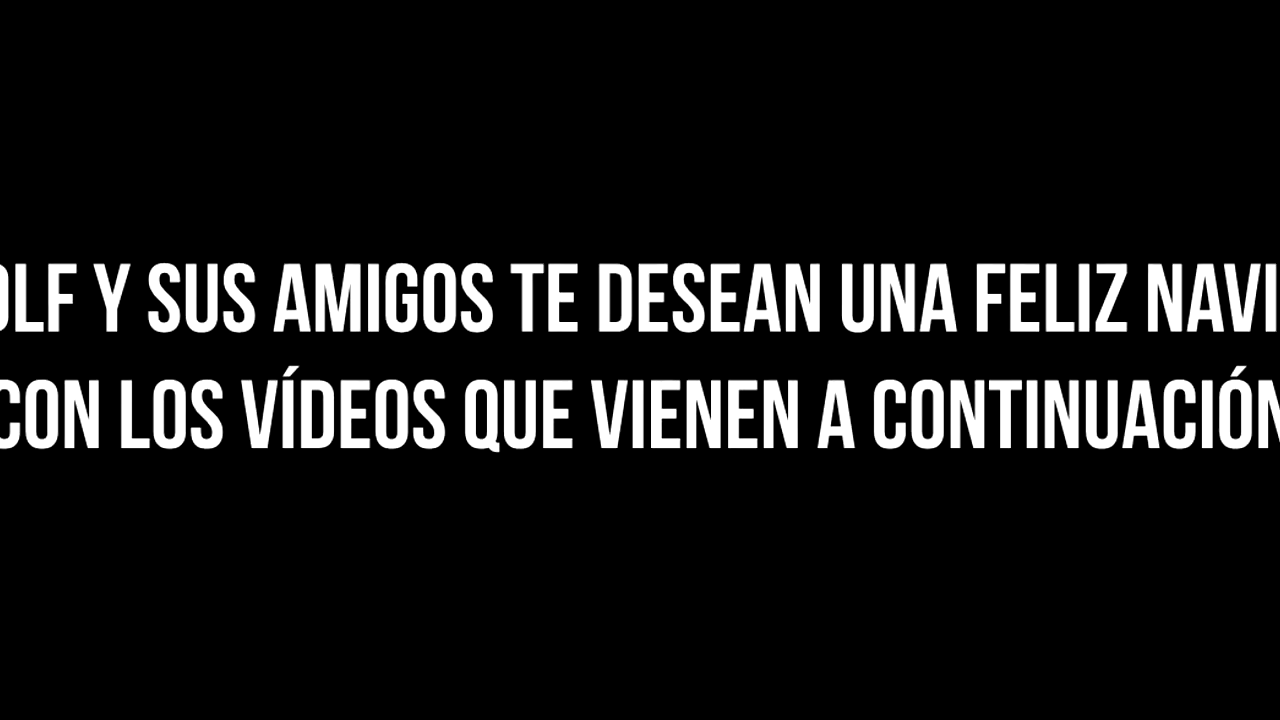 OLF Y SUS AMIGOS TE DESEAN UNA FELIZ NAVI
CON LOS VÍDEOS QUE VIENEN A CONTINUACIÓN